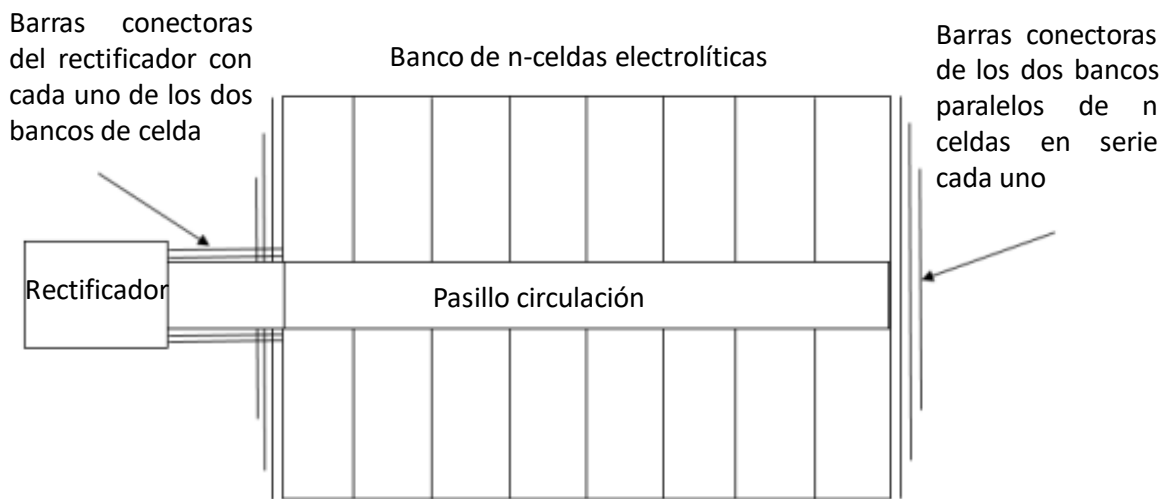 Barras conectoras
del rectificador con
cada uno de los dos
bancos de celda
Banco de n-celdas electrolíticas
Barras conectoras
de los dos bancos
paralelos de n
celdas en serie
cada uno
Rectificador
Pasillo circulación